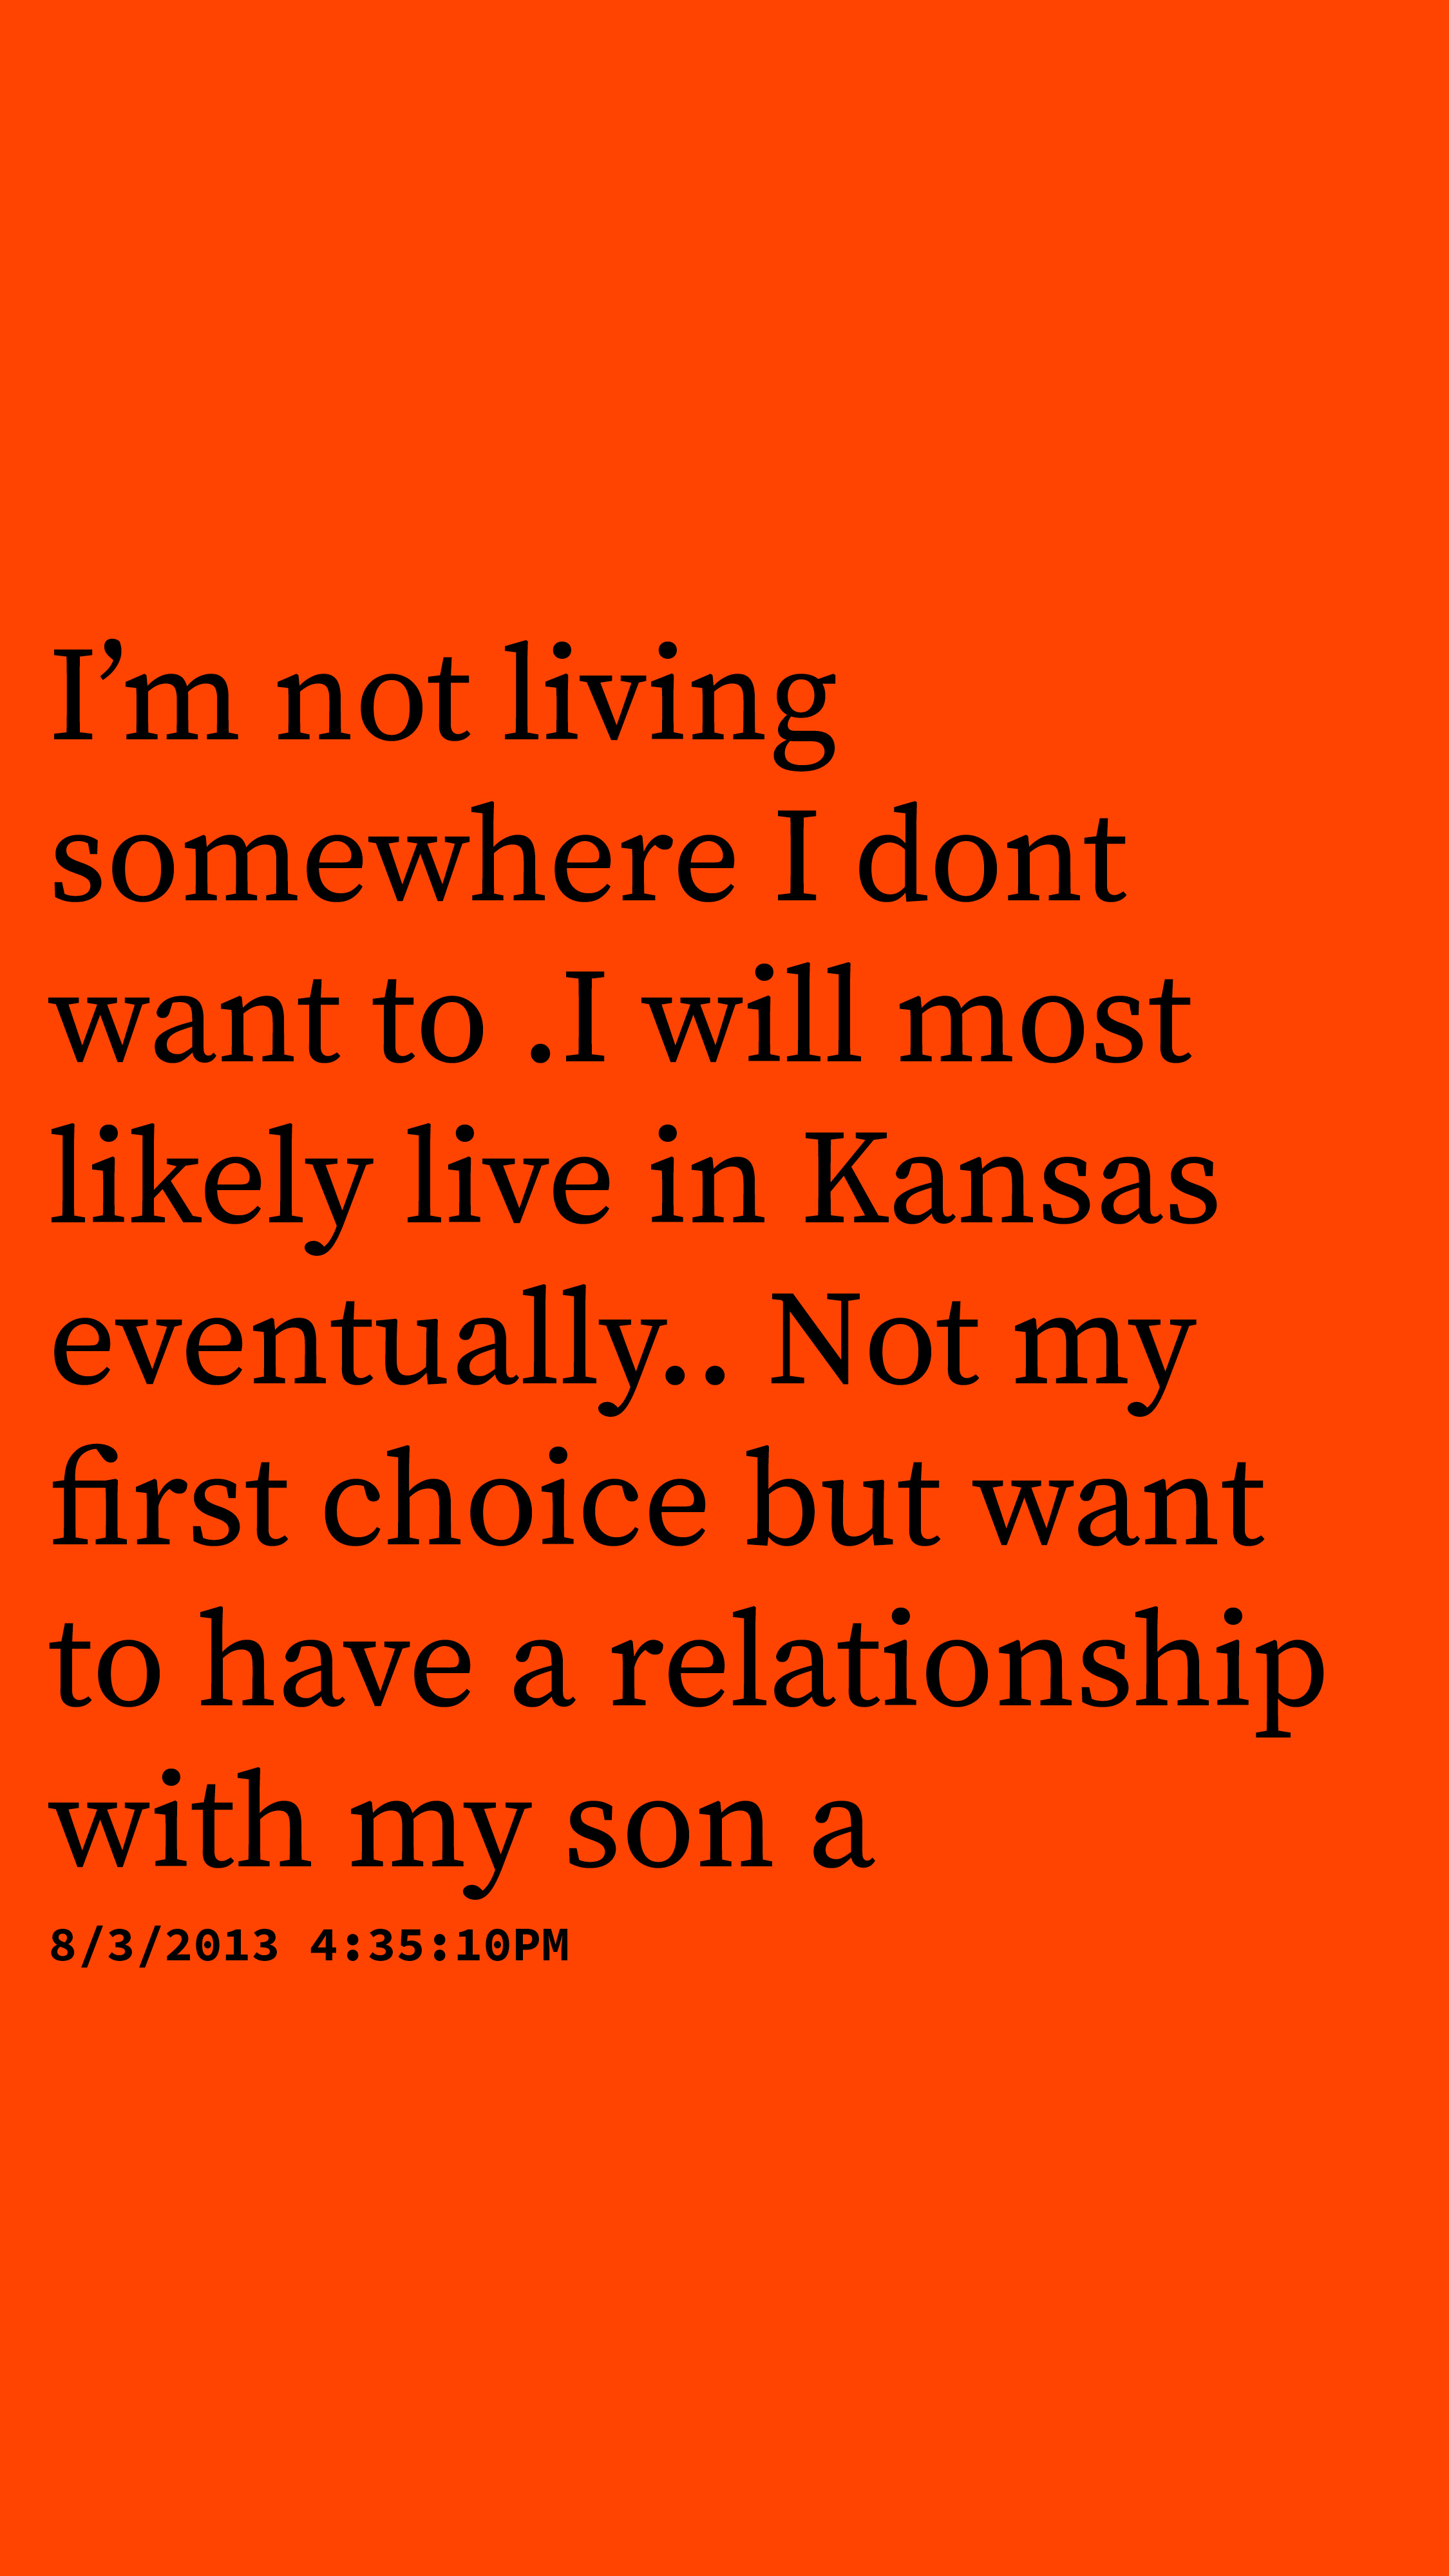 I’m not living
somewhere I dont
want to .I will most
likely live in Kansas
eventually.. Not my
first choice but want
to have a relationship
with my son a
8/3/2013 4:35:10PM